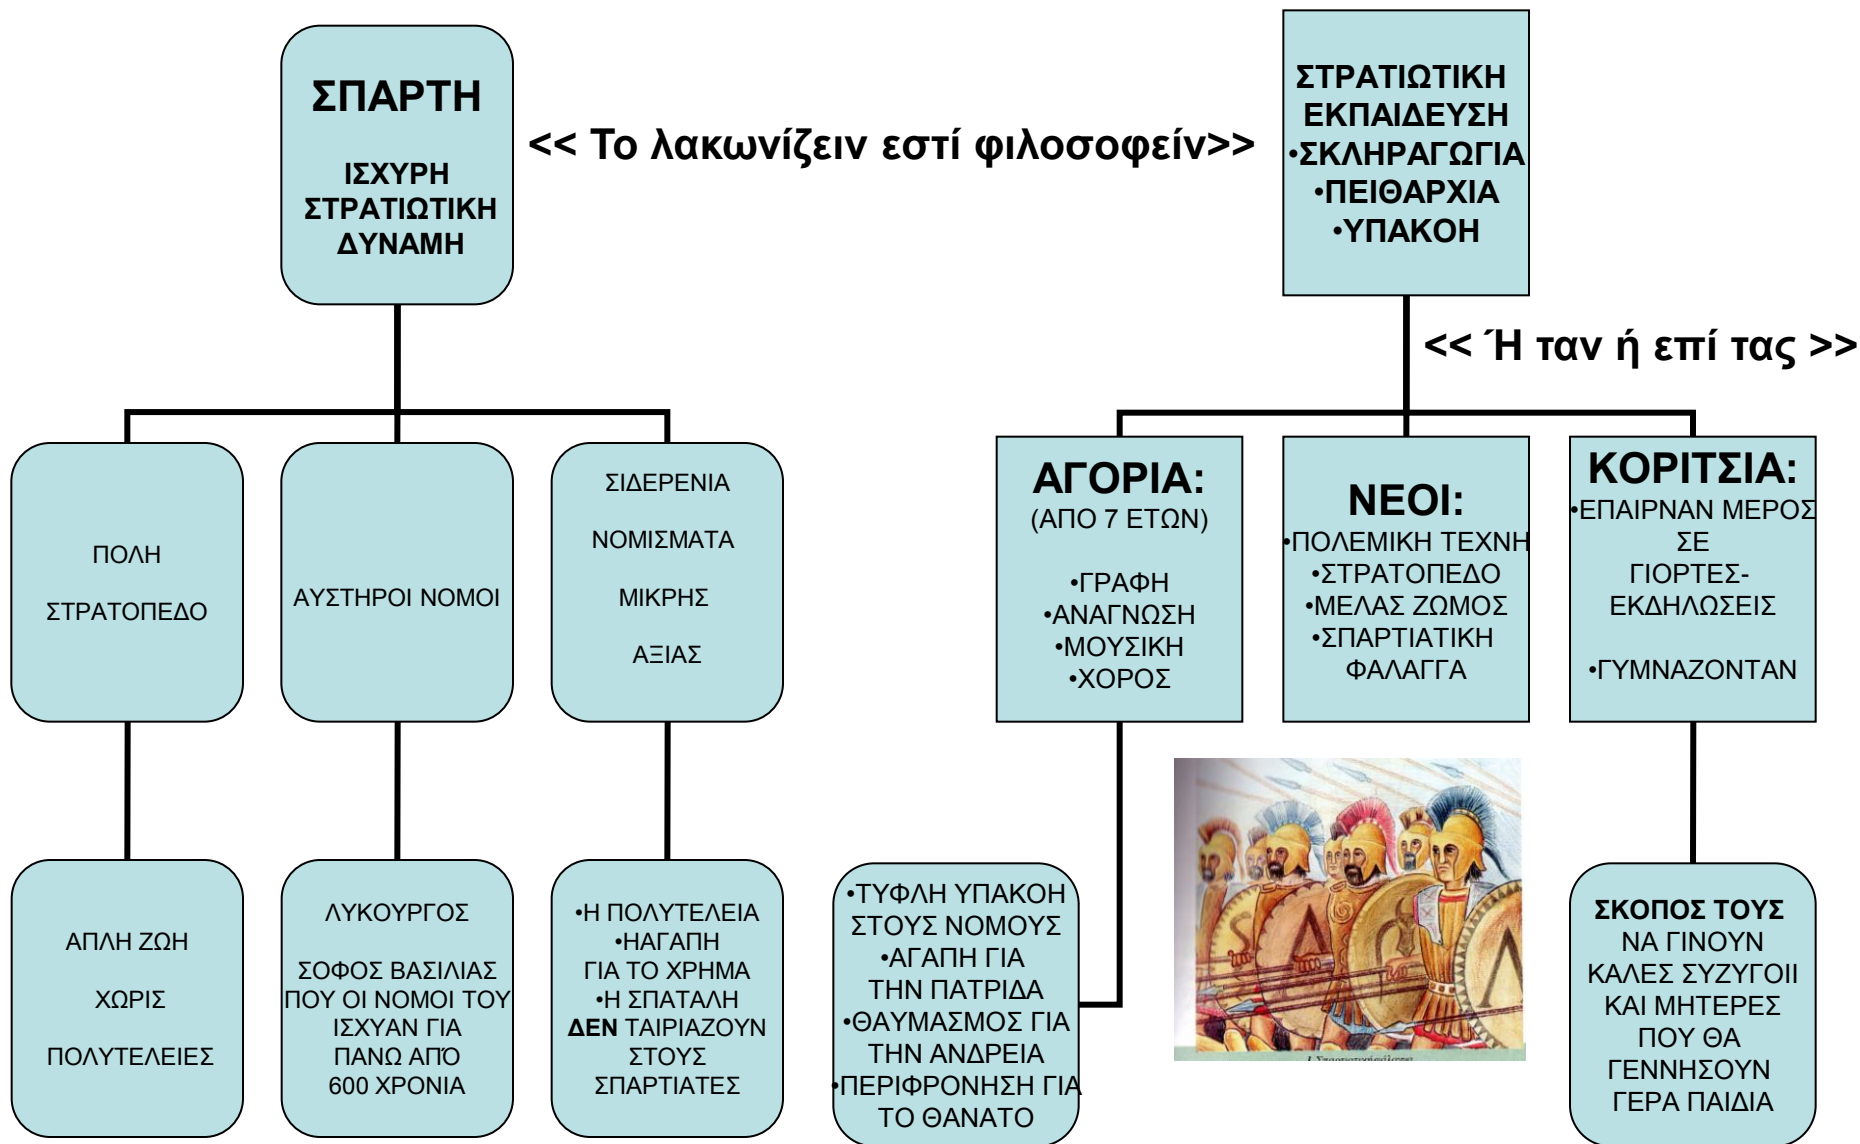 ΣΠΑΡΤΗ
ΙΣΧΥΡΗ
ΣΤΡΑΤΙΩΤΙΚΗ
ΔΥΝΑΜΗ
<< Το λακωνίζειν εστί φιλοσοφείν>>
ΣΤΡΑΤΙΩΤΙΚΗ
ΕΚΠΑΙΔΕΥΣΗ
•ΣΚΛΗΡΑΓΩΓΙΑ
•ΠΕΙΘΑΡΧΙΑ
•ΥΠΑΚΟΗ
<< Ή ταν ή επί τας >>
ΠΟΛΗ
ΣΤΡΑΤΟΠΕΔΟ
ΑΥΣΤΗΡΟΙ ΝΟΜΟΙ
ΣΙΔΕΡΕΝΙΑ
ΝΟΜΙΣΜΑΤΑ
ΜΙΚΡΗΣ
ΑΞΙΑΣ
ΑΓΟΡΙΑ:
(ΑΠΟ 7 ΕΤΩΝ)
•ΓΡΑΦΗ
•ΑΝΑΓΝΩΣΗ
•ΜΟΥΣΙΚΗ
•ΧΟΡΟΣ
ΝΕΟΙ:
•ΠΟΛΕΜΙΚΗ ΤΕΧΝΗ
•ΣΤΡΑΤΟΠΕΔΟ
•ΜΕΛΑΣ ΖΩΜΟΣ
•ΣΠΑΡΤΙΑΤΙΚΗ
ΦΑΛΑΓΓΑ
ΚΟΡΙΤΣΙΑ:
•ΕΠΑΙΡΝΑΝ ΜΕΡΟΣ
ΣΕ
ΓΙΟΡΤΕΣ-
ΕΚΔΗΛΩΣΕΙΣ
•ΓΥΜΝΑΖΟΝΤΑΝ
ΑΠΛΗ ΖΩΗ
ΧΩΡΙΣ
ΠΟΛΥΤΕΛΕΙΕΣ
ΛΥΚΟΥΡΓΟΣ
ΣΟΦΟΣ ΒΑΣΙΛΙΑΣ
ΠΟΥ ΟΙ ΝΟΜΟΙ ΤΟΥ
ΙΣΧΥΑΝ ΓΙΑ
ΠΑΝΩ ΑΠΌ
600 ΧΡΟΝΙΑ
•Η ΠΟΛΥΤΕΛΕΙΑ
•ΗΑΓΑΠΗ
ΓΙΑ ΤΟ ΧΡΗΜΑ
•Η ΣΠΑΤΑΛΗ
ΔΕΝ ΤΑΙΡΙΑΖΟΥΝ
ΣΤΟΥΣ
ΣΠΑΡΤΙΑΤΕΣ
•ΤΥΦΛΗ ΥΠΑΚΟΗ
ΣΤΟΥΣ ΝΟΜΟΥΣ
•ΑΓΑΠΗ ΓΙΑ
ΤΗΝ ΠΑΤΡΙΔΑ
•ΘΑΥΜΑΣΜΟΣ ΓΙΑ
ΤΗΝ ΑΝΔΡΕΙΑ
•ΠΕΡΙΦΡΟΝΗΣΗ ΓΙΑ
ΤΟ ΘΑΝΑΤΟ
ΣΚΟΠΟΣ ΤΟΥΣ
ΝΑ ΓΙΝΟΥΝ
ΚΑΛΕΣ ΣΥΖΥΓΟΙΙ
ΚΑΙ ΜΗΤΕΡΕΣ
ΠΟΥ ΘΑ
ΓΕΝΝΗΣΟΥΝ
ΓΕΡΑ ΠΑΙΔΙΑ